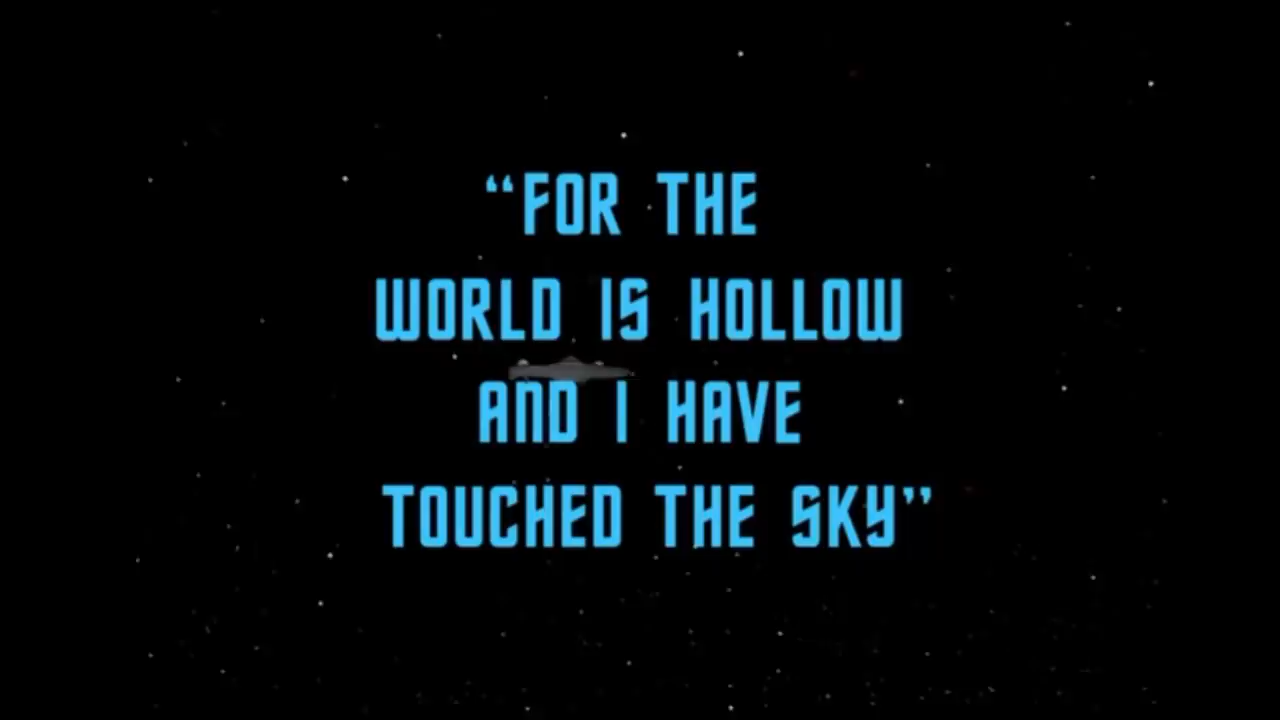 “FOR THE
WORLD IS HOLLOW
AND I HAVE
TOUCHED THE SKY”